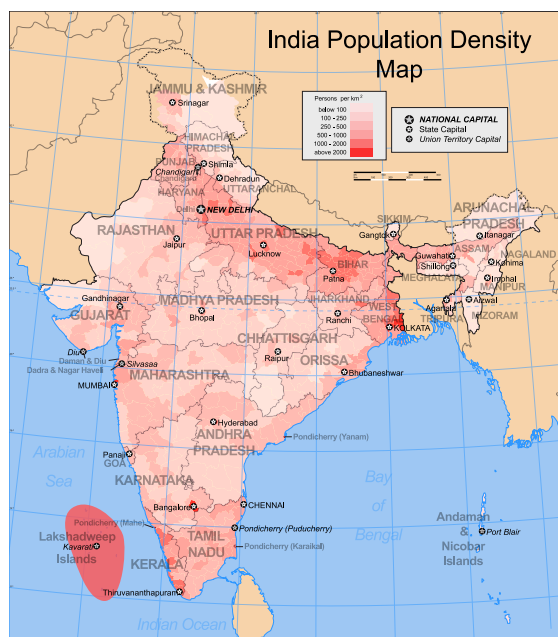 India Population Density
Map
Persons per km²
below 100
100 - 250
250 - 500
500 - 1000
1000 - 2000
above 2000
NATIONAL CAPITAL
State Capital
Union Territory Capital
JAMMU & KASHMIR
Srinagar
HIMACHAL
PRADESH
PUNJAB
Shimla
Chandigarh
Chandigarh
Dehradun
UTTARANCHAL
HARYANA
Delhi
NEW DELHI
RAJASTHAN
Jaipur
UTTAR PRADESH
Lucknow
SIKKIM
Gangtok
ARUNACHAL
PRADESH
Itanagar
ASSAM
Guwahati
NAGALAND
Kohima
Shillong
MEGHALAYA
Imphal
MANIPUR
BIHAR
Patna
Gandhinagar
GUJARAT
MADHYA PRADESH
Bhopal
JHARKHAND
Ranchi
WEST
BENGAL
KOLKATA
Agartala
TRIPURA
Aizwal
MIZORAM
CHHATTISGARH
Raipur
ORISSA
Bhubaneshwar
Diu
Daman & Diu
Silvasaa
Dadra & Nagar Haveli
MAHARASHTRA
MUMBAI
Hyderabad
ANDHRA
PRADESH
Pondicherry (Yanam)
Arabian
Sea
Panaji
GOA
KARNATAKA
Bay
of
Bengal
Bangalore
CHENNAI
Pondicherry (Mahe)
Pondicherry (Puducherry)
TAMIL
NADU
Pondicherry (Karaikal)
Lakshadweep
Kavarati
Islands
KERALA
Thiruvananthapuram
Andaman
&
Nicobar
Islands
Port Blair
Indian Ocean